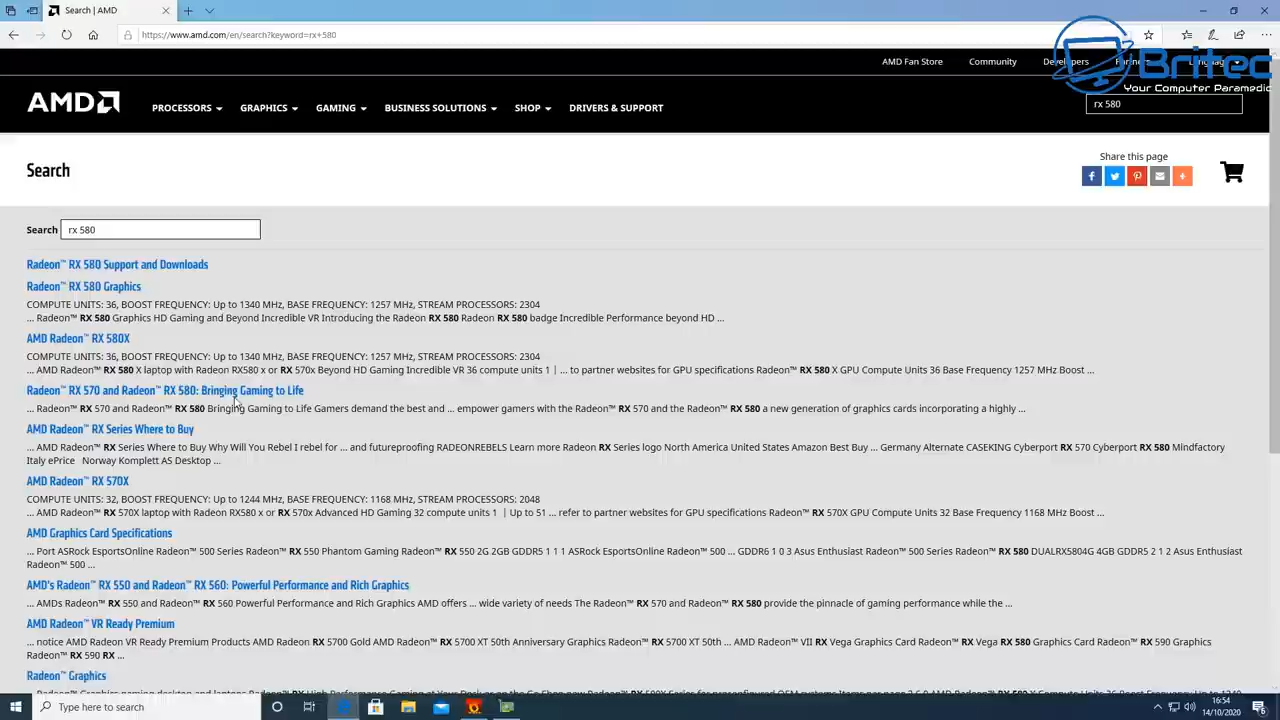 Search | AMD
https://www.amd.com/en/search?keyword=rx+580
AMD Fan Store Community Developers
Britec
Your Computer Paramedic
AMD PROCESSORS GRAPHICS GAMING BUSINESS SOLUTIONS SHOP DRIVERS & SUPPORT
rx 580
Share this page
Search
Search rx 580
Radeon™ RX 580 Support and Downloads
Radeon™ RX 580 Graphics
COMPUTE UNITS: 36, BOOST FREQUENCY: Up to 1340 MHz, BASE FREQUENCY: 1257 MHz, STREAM PROCESSORS: 2304
... Radeon™ RX 580 Graphics HD Gaming and Beyond Incredible VR Introducing the Radeon RX 580 Radeon RX 580 badge Incredible Performance beyond HD ...
AMD Radeon™ RX 580X
COMPUTE UNITS: 36, BOOST FREQUENCY: Up to 1340 MHz, BASE FREQUENCY: 1257 MHz, STREAM PROCESSORS: 2304
... AMD Radeon™ RX 580 X laptop with Radeon RX580 x or RX 570x Beyond HD Gaming Incredible VR 36 compute units 1 | ... to partner websites for GPU specifications Radeon™ RX 580 X GPU Compute Units 36 Base Frequency 1257 MHz Boost ...
Radeon™ RX 570 and Radeon™ RX 580: Bringing Gaming to Life
... Radeon™ RX 570 and Radeon™ RX 580 Bringing Gaming to Life Gamers demand the best and ... empower gamers with the Radeon™ RX 570 and the Radeon™ RX 580 a new generation of graphics cards incorporating a highly ...
AMD Radeon™ RX Series Where to Buy
... AMD Radeon™ RX Series Where to Buy Why Will You Rebel I rebel for ... and futureproofing RADEONREBELS Learn more Radeon RX Series logo North America United States Amazon Best Buy ... Germany Alternate CASEKING Cyberport RX 570 Cyberport RX 580 Mindfactory
Italy ePrice Norway Komplett AS Desktop ...
AMD Radeon™ RX 570X
COMPUTE UNITS: 32, BOOST FREQUENCY: Up to 1244 MHz, BASE FREQUENCY: 1168 MHz, STREAM PROCESSORS: 2048
... AMD Radeon™ RX 570X laptop with Radeon RX580 x or RX 570x Advanced HD Gaming 32 compute units 1 | Up to 51 ... refer to partner websites for GPU specifications Radeon™ RX 570X GPU Compute Units 32 Base Frequency 1168 MHz Boost ...
AMD Graphics Card Specifications
... Port ASRock EsportsOnline Radeon™ 500 Series Radeon™ RX 550 Phantom Gaming Radeon™ RX 550 2G 2GB GDDR5 1 1 1 ASRock EsportsOnline Radeon™ 500 ... GDDR6 1 0 3 Asus Enthusiast Radeon™ 500 Series Radeon™ RX 580 DUALRX5804G 4GB GDDR5 2 1 2 Asus Enthusiast
Radeon™ 500 ...
AMD's Radeon™ RX 550 and Radeon™ RX 560: Powerful Performance and Rich Graphics
... AMDs Radeon™ RX 550 and Radeon™ RX 560 Powerful Performance and Rich Graphics AMD offers ... wide variety of needs The Radeon™ RX 570 and Radeon™ RX 580 provide the pinnacle of gaming performance while the ...
AMD Radeon™ VR Ready Premium
... notice AMD Radeon VR Ready Premium Products AMD Radeon RX 5700 Gold AMD Radeon™ RX 5700 XT 50th Anniversary Graphics Radeon™ RX 5700 XT 50th ... AMD Radeon™ VII RX Vega Graphics Card Radeon™ RX Vega RX 580 Graphics Card Radeon™ RX 590 Graphics
Radeon™ RX 590 RX ...
Radeon™ Graphics
Type here to search
16:54
14/10/2020